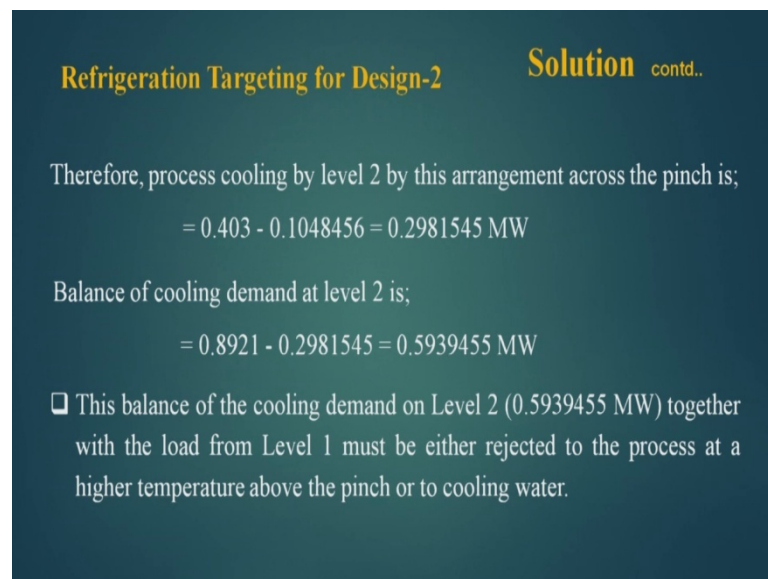 Refrigeration Targeting for Design-2 Solution contd..
Therefore, process cooling by level 2 by this arrangement across the pinch is;
= 0.403 - 0.1048456 = 0.2981545 MW
Balance of cooling demand at level 2 is;
= 0.8921 - 0.2981545 = 0.5939455 MW
❑ This balance of the cooling demand on Level 2 (0.5939455 MW) together
with the load from Level 1 must be either rejected to the process at a
higher temperature above the pinch or to cooling water.